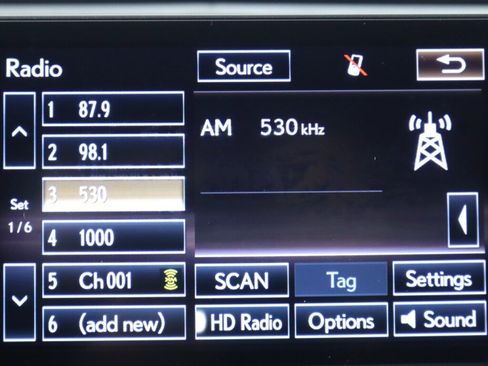 Radio
Source
1 87.9
2 98.1
3 530
4 1000
5 Ch 001
6 (add new)
Set
1/6
AM 530 kHz
SCAN
Tag
Settings
HD Radio
Options
Sound